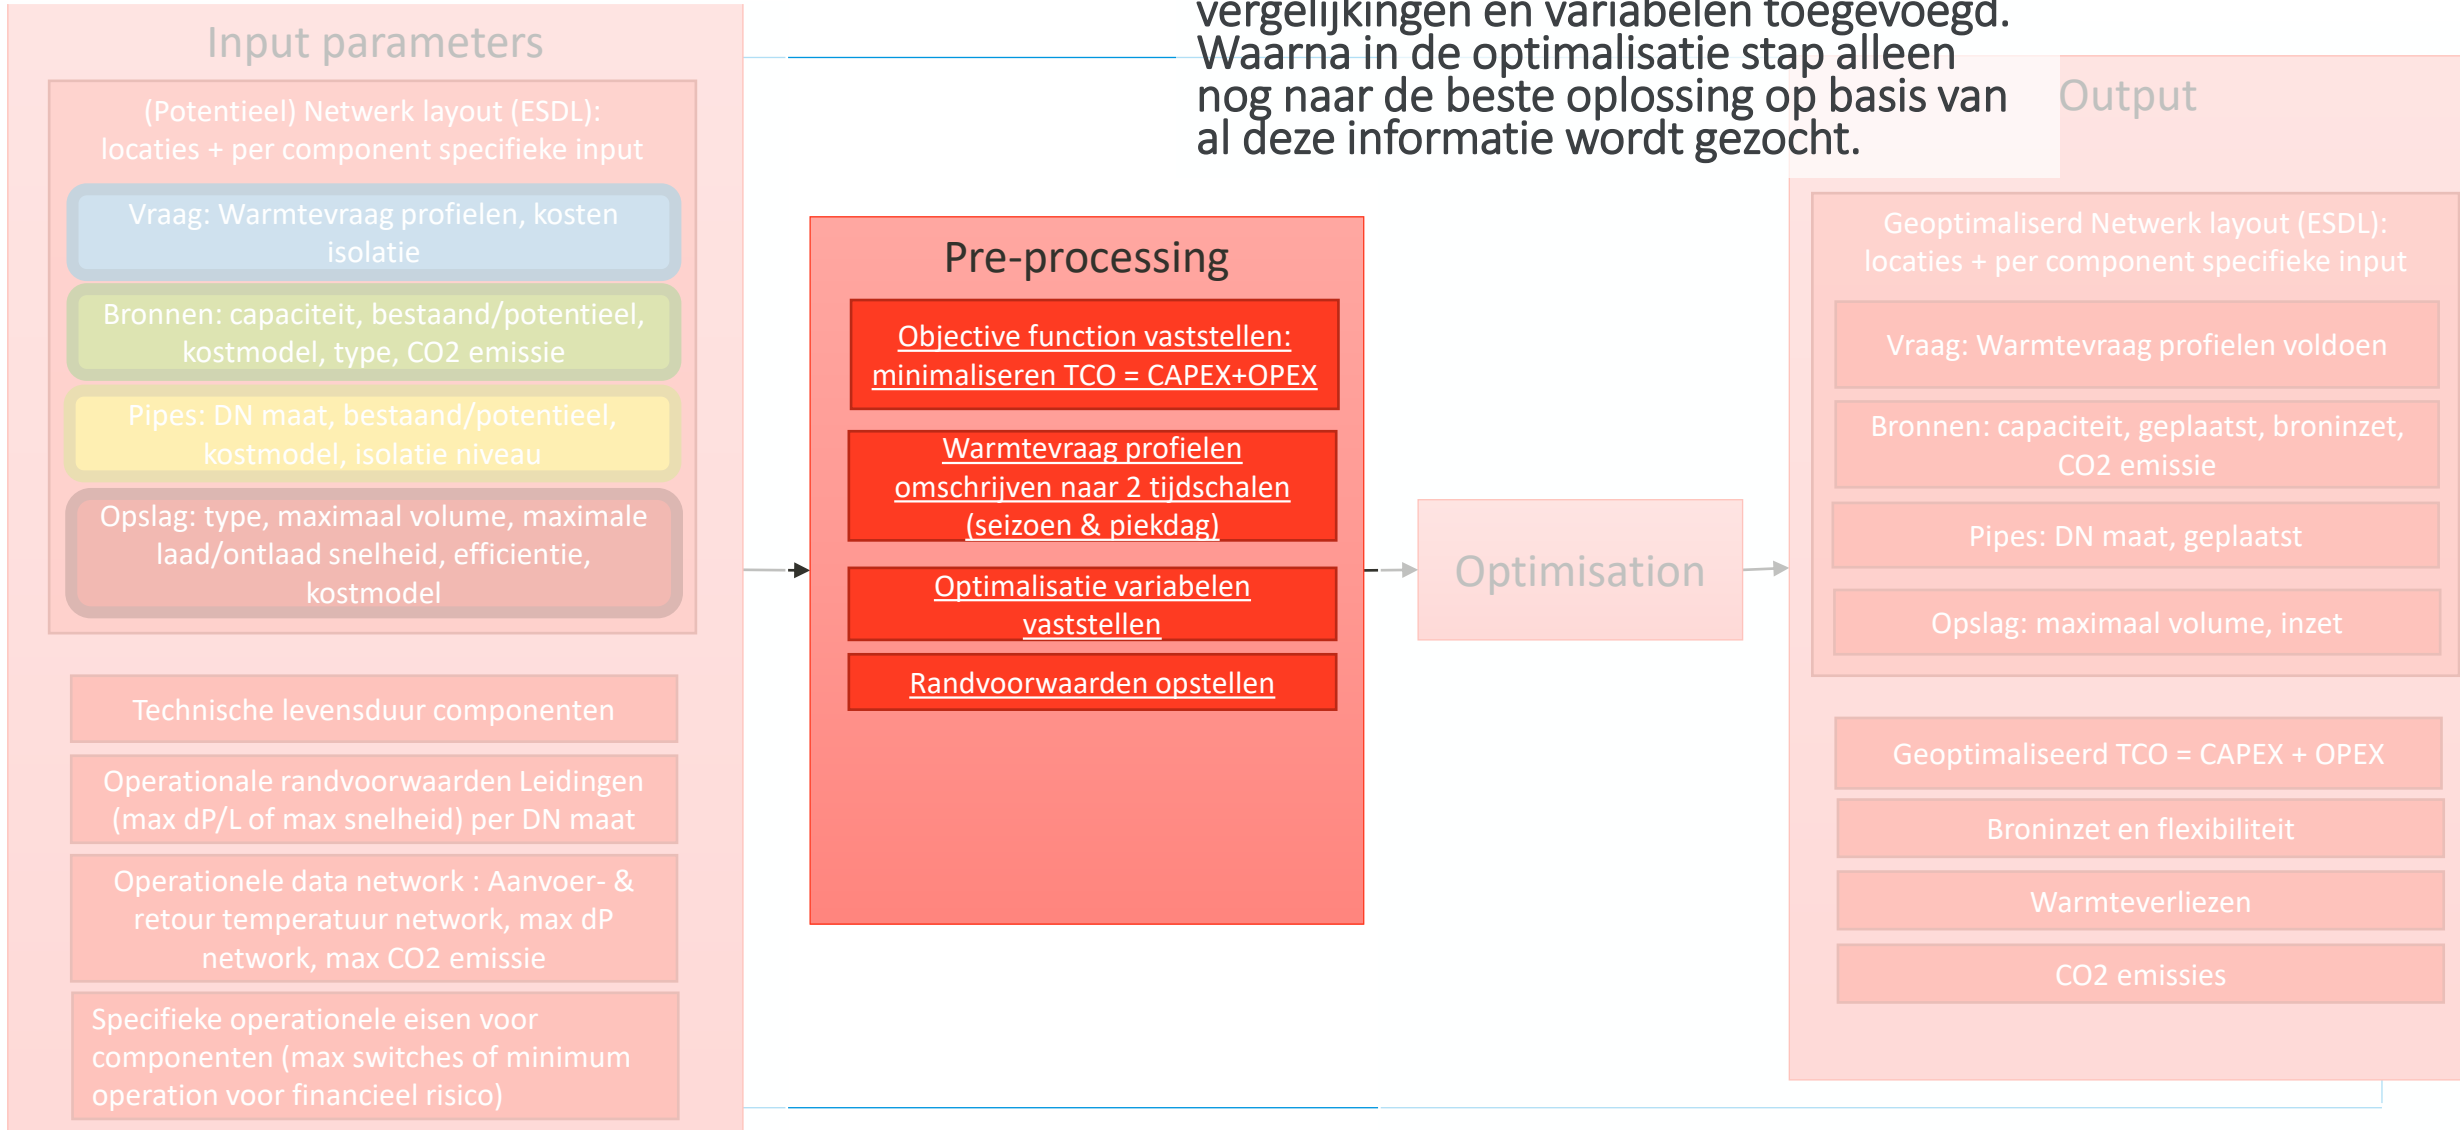 vergelijkingen en variabelen toegevoegd.
Waarna in de optimalisatie stap alleen
nog naar de beste oplossing op basis van
al deze informatie wordt gezocht.
Input parameters
(Potentieel) Netwerk layout (ESDL):
locaties + per component specifieke input
Vraag: Warmtevraag profielen, kosten
isolatie
Bronnen: capaciteit, bestaand/potentieel,
kostmodel, type, CO2 emissie
Pipes: DN maat, bestaand/potentieel,
kostmodel, isolatie niveau
Opslag: type, maximaal volume, maximale
laad/ontlaad snelheid, efficientie,
kostmodel
Technische levensduur componenten
Operationale randvoorwaarden Leidingen
(max dP/L of max snelheid) per DN maat
Operationele data network : Aanvoer- &
retour temperatuur network, max dP
network, max CO2 emissie
Specifieke operationele eisen voor
componenten (max switches of minimum
operation voor financieel risico)
Pre-processing
Objective function vaststellen:
minimaliseren TCO = CAPEX+OPEX
Warmtevraag profielen
omschrijven naar 2 tijdschalen
(seizoen & piekdag)
Optimalisatie variabelen
vaststellen
Randvoorwaarden opstellen
Optimisation
Output
Geoptimaliserd Netwerk layout (ESDL):
locaties + per component specifieke input
Vraag: Warmtevraag profielen voldoen
Bronnen: capaciteit, geplaatst, broninzet,
CO2 emissie
Pipes: DN maat, geplaatst
Opslag: maximaal volume, inzet
Geoptimaliseerd TCO = CAPEX + OPEX
Broninzet en flexibiliteit
Warmteverliezen
CO2 emissies